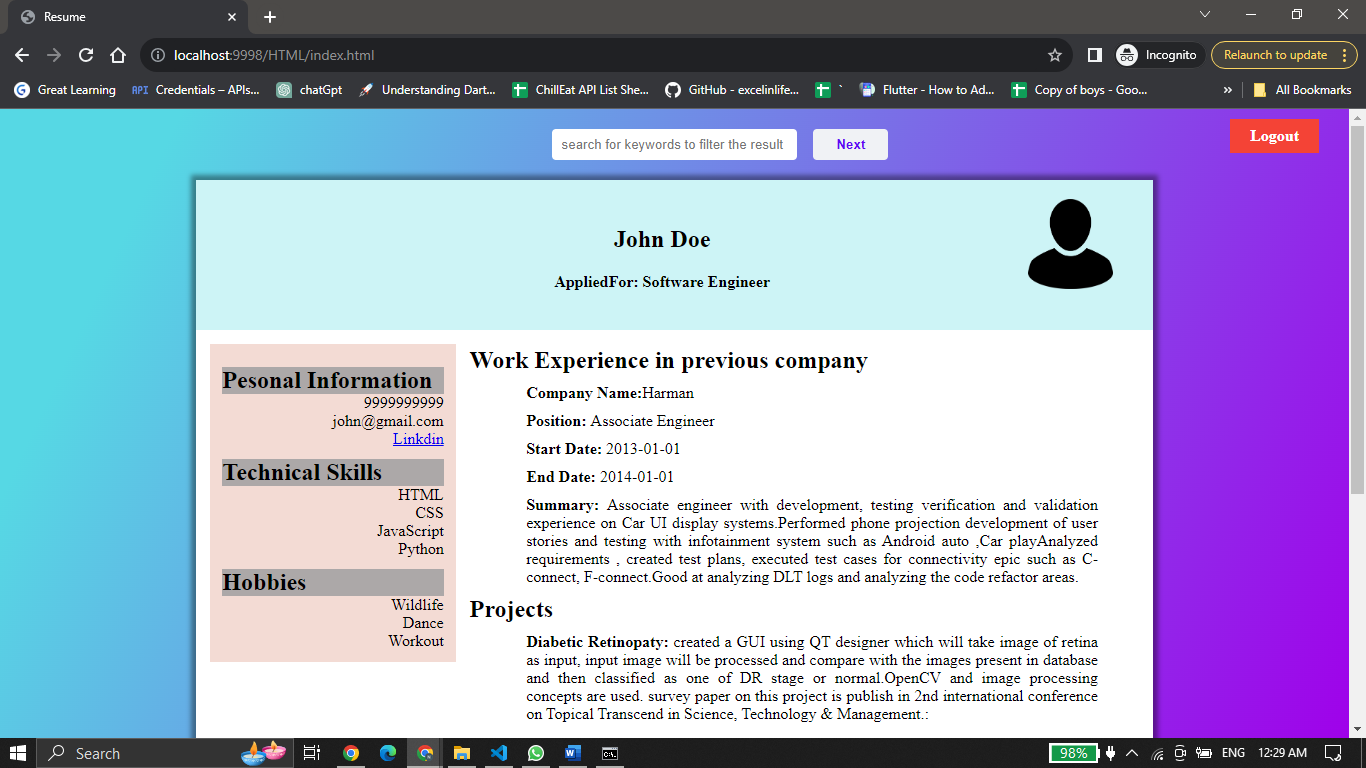 Resume
localhost:9998/HTML/index.html
Incognito
Relaunch to update
Great Learning
API
Credentials – APIs...
chatGpt
Understanding Dart...
ChillEat API List She...
GitHub - excelinlife...
`
Flutter - How to Ad...
Copy of boys - Goo...
»
All Bookmarks
search for keywords to filter the result
Next
Logout
John Doe
AppliedFor: Software Engineer
Pesonal Information
9999999999
john@gmail.com
Linkdin
Technical Skills
HTML
CSS
JavaScript
Python
Hobbies
Wildlife
Dance
Workout
Work Experience in previous company
Company Name:Harman
Position: Associate Engineer
Start Date: 2013-01-01
End Date: 2014-01-01
Summary: Associate engineer with development, testing verification and validation
experience on Car UI display systems.Performed phone projection development of user
stories and testing with infotainment system such as Android auto ,Car playAnalyzed
requirements , created test plans, executed test cases for connectivity epic such as C-
connect, F-connect.Good at analyzing DLT logs and analyzing the code refactor areas.
Projects
Diabetic Retinopaty: created a GUI using QT designer which will take image of retina
as input, input image will be processed and compare with the images present in database
and then classified as one of DR stage or normal.OpenCV and image processing
concepts are used. survey paper on this project is publish in 2nd international conference
on Topical Transcend in Science, Technology & Management.:
Search
98%
ENG
12:29 AM